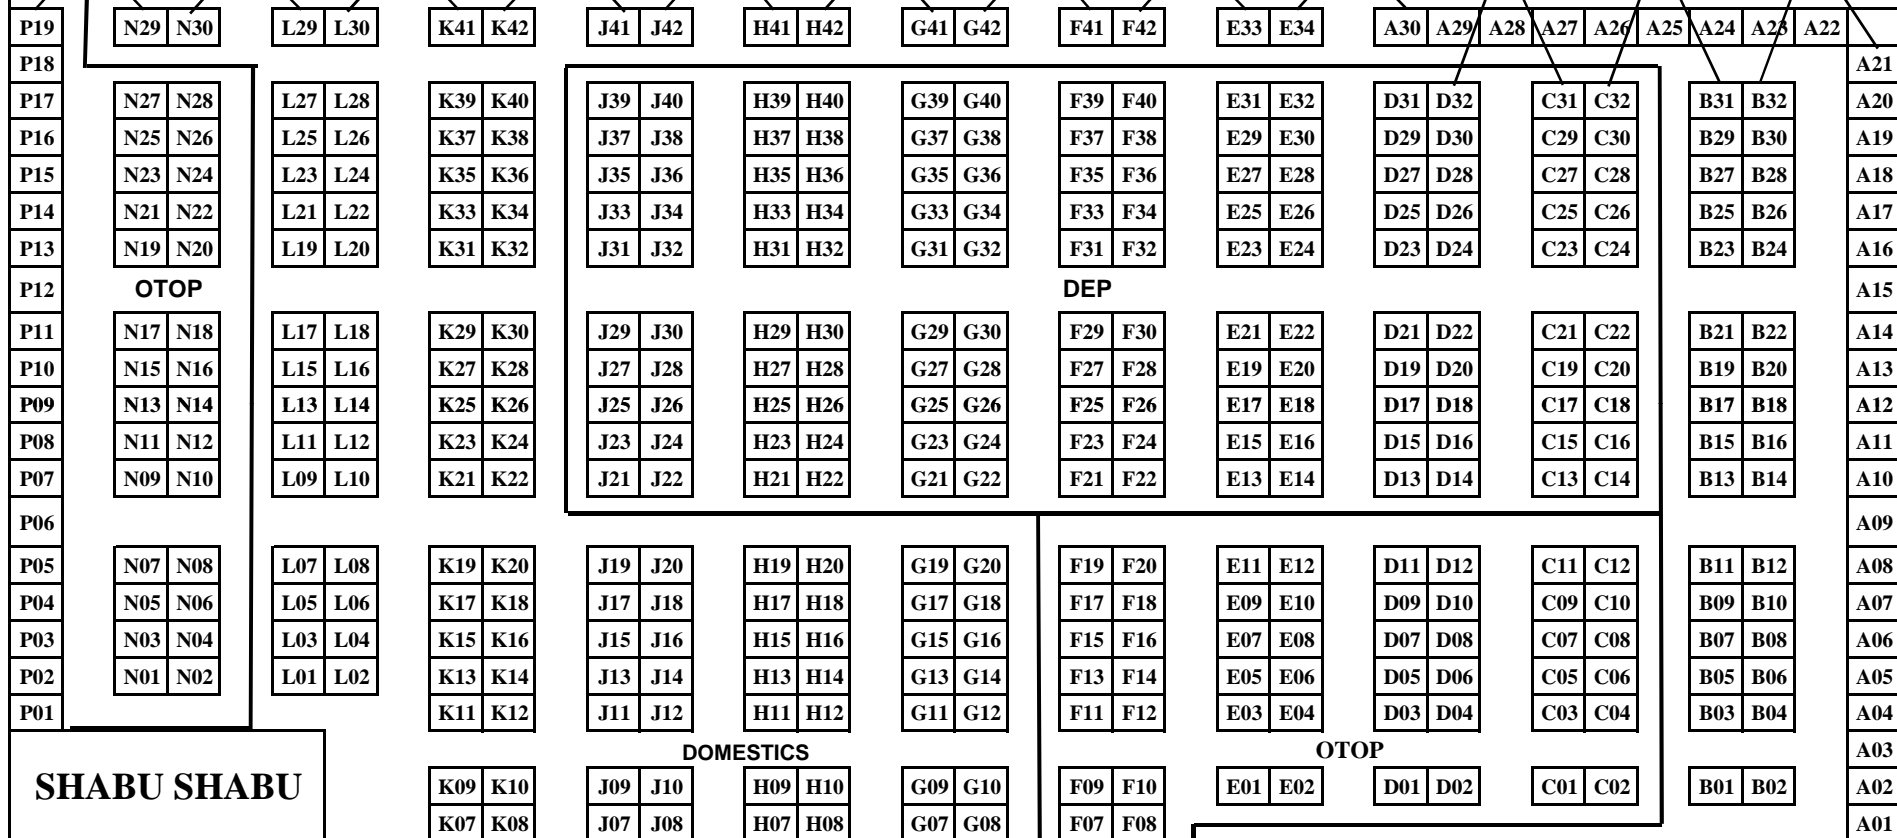 P19 N29 N30 L29 L30 K41 K42 J41 J42 H41 H42 G41 G42 F41 F42 E33 E34 A30 A29 A28 A27 A26 A25 A24 A23 A22
P18 A21
P17 N27 N28 L27 L28 K39 K40 J39 J40 H39 H40 G39 G40 F39 F40 E31 E32 D31 D32 C31 C32 B31 B32 A20
P16 N25 N26 L25 L26 K37 K38 J37 J38 H37 H38 G37 G38 F37 F38 E29 E30 D29 D30 C29 C30 B29 B30 A19
P15 N23 N24 L23 L24 K35 K36 J35 J36 H35 H36 G35 G36 F35 F36 E27 E28 D27 D28 C27 C28 B27 B28 A18
P14 N21 N22 L21 L22 K33 K34 J33 J34 H33 H34 G33 G34 F33 F34 E25 E26 D25 D26 C25 C26 B25 B26 A17
P13 N19 N20 L19 L20 K31 K32 J31 J32 H31 H32 G31 G32 F31 F32 E23 E24 D23 D24 C23 C24 B23 B24 A16
P12 OTOP DEP A15
P11 N17 N18 L17 L18 K29 K30 J29 J30 H29 H30 G29 G30 F29 F30 E21 E22 D21 D22 C21 C22 B21 B22 A14
P10 N15 N16 L15 L16 K27 K28 J27 J28 H27 H28 G27 G28 F27 F28 E19 E20 D19 D20 C19 C20 B19 B20 A13
P09 N13 N14 L13 L14 K25 K26 J25 J26 H25 H26 G25 G26 F25 F26 E17 E18 D17 D18 C17 C18 B17 B18 A12
P08 N11 N12 L11 L12 K23 K24 J23 J24 H23 H24 G23 G24 F23 F24 E15 E16 D15 D16 C15 C16 B15 B16 A11
P07 N09 N10 L09 L10 K21 K22 J21 J22 H21 H22 G21 G22 F21 F22 E13 E14 D13 D14 C13 C14 B13 B14 A10
P06 A09
P05 N07 N08 L07 L08 K19 K20 J19 J20 H19 H20 G19 G20 F19 F20 E11 E12 D11 D12 C11 C12 B11 B12 A08
P04 N05 N06 L05 L06 K17 K18 J17 J18 H17 H18 G17 G18 F17 F18 E09 E10 D09 D10 C09 C10 B09 B10 A07
P03 N03 N04 L03 L04 K15 K16 J15 J16 H15 H16 G15 G16 F15 F16 E07 E08 D07 D08 C07 C08 B07 B08 A06
P02 N01 N02 L01 L02 K13 K14 J13 J14 H13 H14 G13 G14 F13 F14 E05 E06 D05 D06 C05 C06 B05 B06 A05
P01 K11 K12 J11 J12 H11 H12 G11 G12 F11 F12 E03 E04 D03 D04 C03 C04 B03 B04 A04
DOMESTICS OTOP A03
SHABU SHABU K09 K10 J09 J10 H09 H10 G09 G10 F09 F10 E01 E02 D01 D02 C01 C02 B01 B02 A02
K07 K08 J07 J08 H07 H08 G07 G08 F07 F08 A01